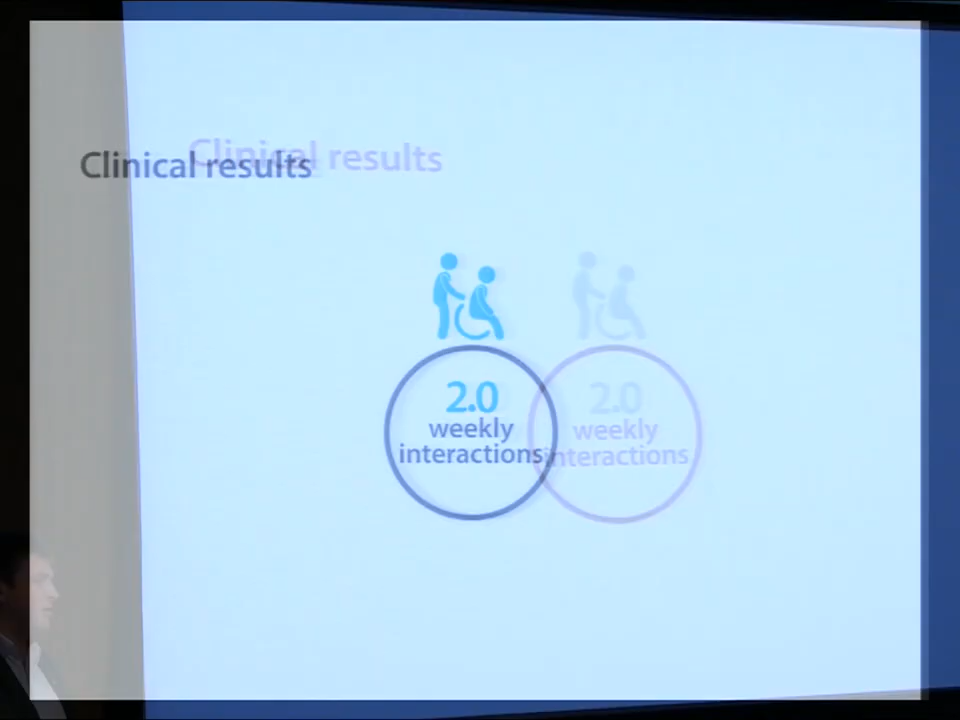 Clinical results
Clinical results
2.0
weekly
interactions
2.0
weekly
interactions